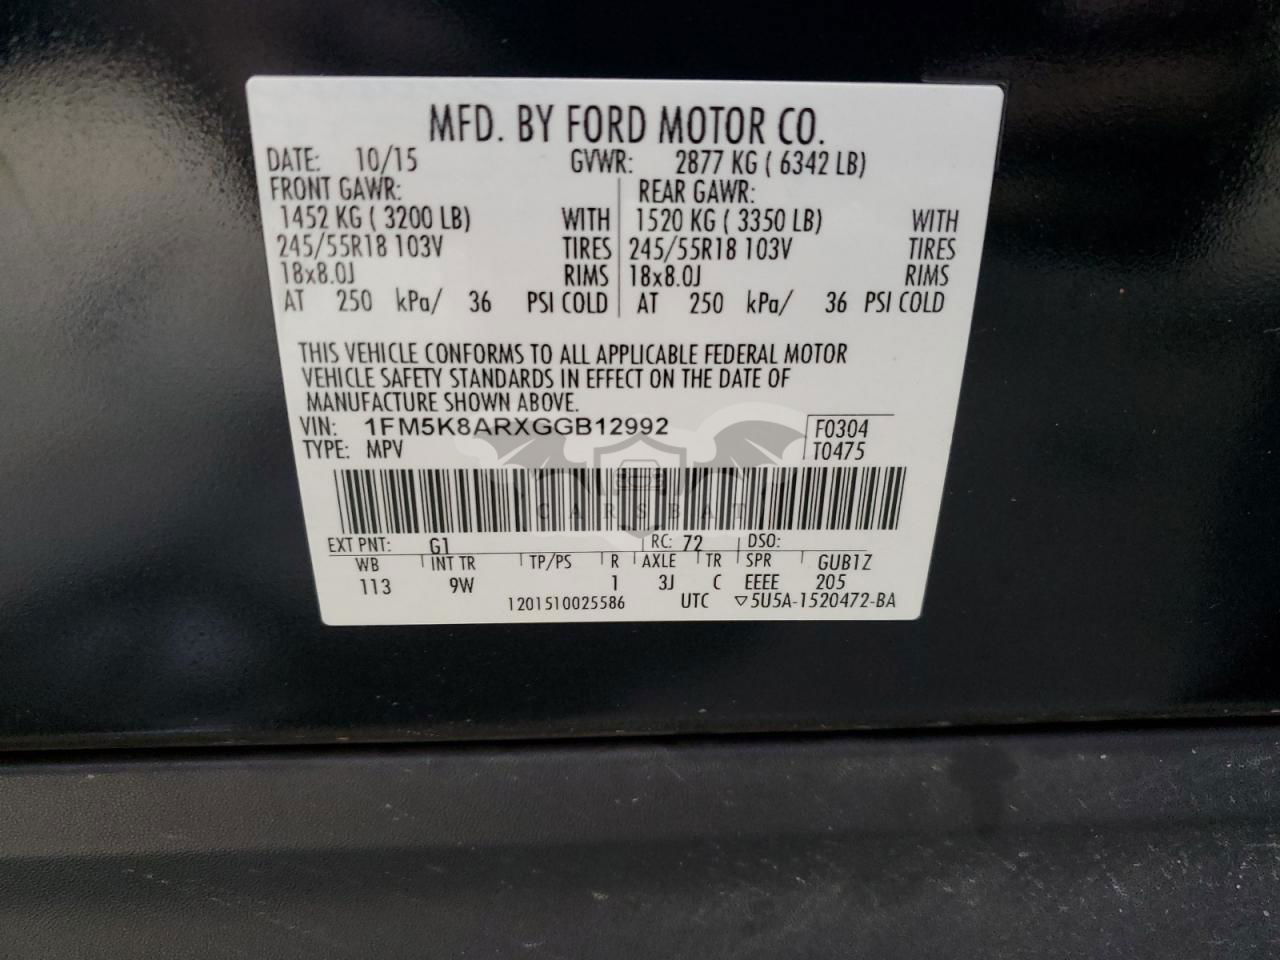 MFD. BY FORD MOTOR CO.
DATE: 10/15 GVWR: 2877 KG ( 6342 LB)
FRONT GAWR: REAR GAWR:
1452 KG ( 3200 LB) WITH 1520 KG ( 3350 LB) WITH
245/55R18 103V TIRES 245/55R18 103V TIRES
18x8.0J RIMS 18x8.0J RIMS
AT 250 kPa/ 36 PSI COLD AT 250 kPa/ 36 PSI COLD
THIS VEHICLE CONFORMS TO ALL APPLICABLE FEDERAL MOTOR
VEHICLE SAFETY STANDARDS IN EFFECT ON THE DATE OF
MANUFACTURE SHOWN ABOVE.
VIN: 1FM5K8ARXGGB12992 F0304
TYPE: MPV T0475
CARSBAT
EXT PNT: G1 RC: 72 DSO:
WB INT TR TP/PS R AXLE TR SPR GUB1Z
113 9W 1 3J C EEEE 205
1201510025586 UTC ▽5U5A-1520472-BA